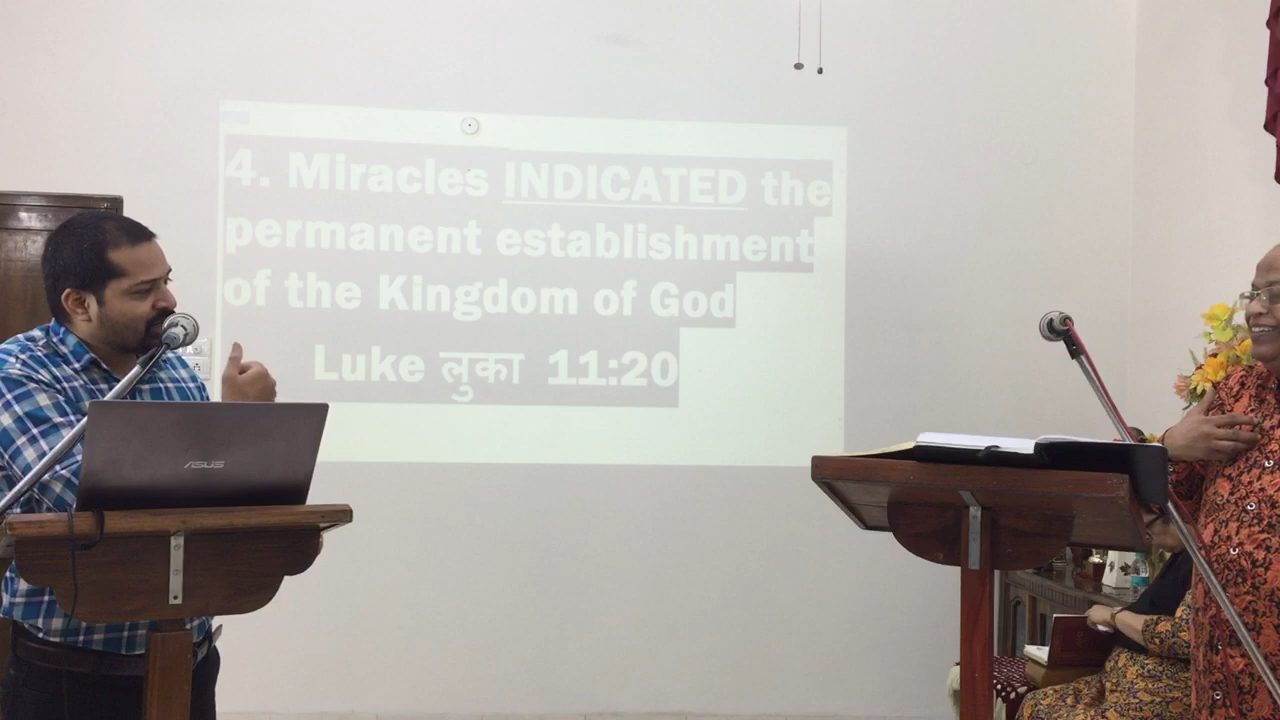 4. Miracles INDICATED the
permanent establishment
of the Kingdom of God
Luke लुका 11:20
ASUS